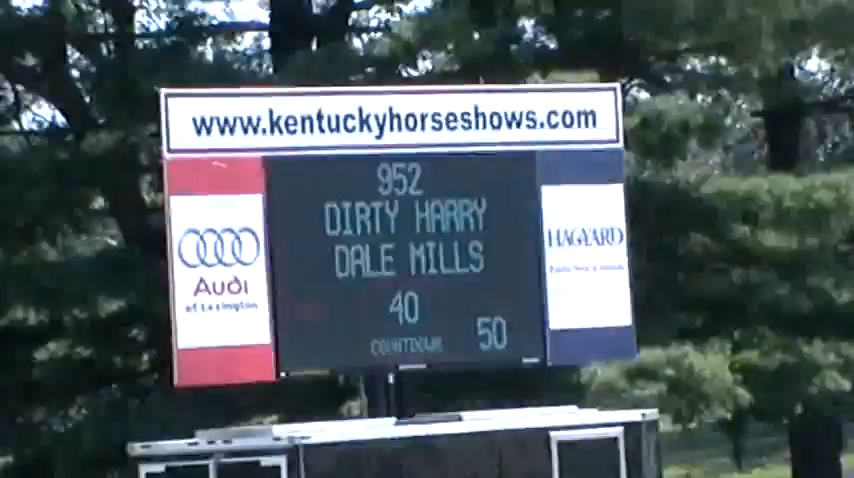 www.kentuckyhorseshows.com
952
DIRTY HARRY
DALE MILLS
40
COUNTDOWN
50
Audi
of Lexington
HAGYARD